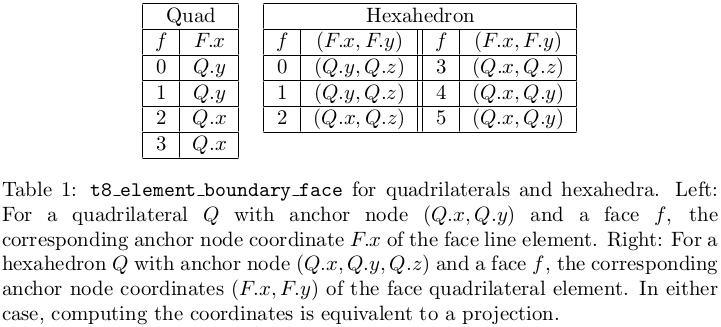 Quad Hexahedron
f F.x f (F.x, F.y) f (F.x, F.y)
0 Q.y 0 (Q.y, Q.z) 3 (Q.x, Q.z)
1 Q.y 1 (Q.y, Q.z) 4 (Q.x, Q.y)
2 Q.x 2 (Q.x, Q.z) 5 (Q.x, Q.y)
3 Q.x
Table 1: t8_element_boundary_face for quadrilaterals and hexahedra. Left:
For a quadrilateral Q with anchor node (Q.x, Q.y) and a face f, the
corresponding anchor node coordinate F.x of the face line element. Right: For a
hexahedron Q with anchor node (Q.x, Q.y, Q.z) and a face f, the corresponding
anchor node coordinates (F.x, F.y) of the face quadrilateral element. In either
case, computing the coordinates is equivalent to a projection.